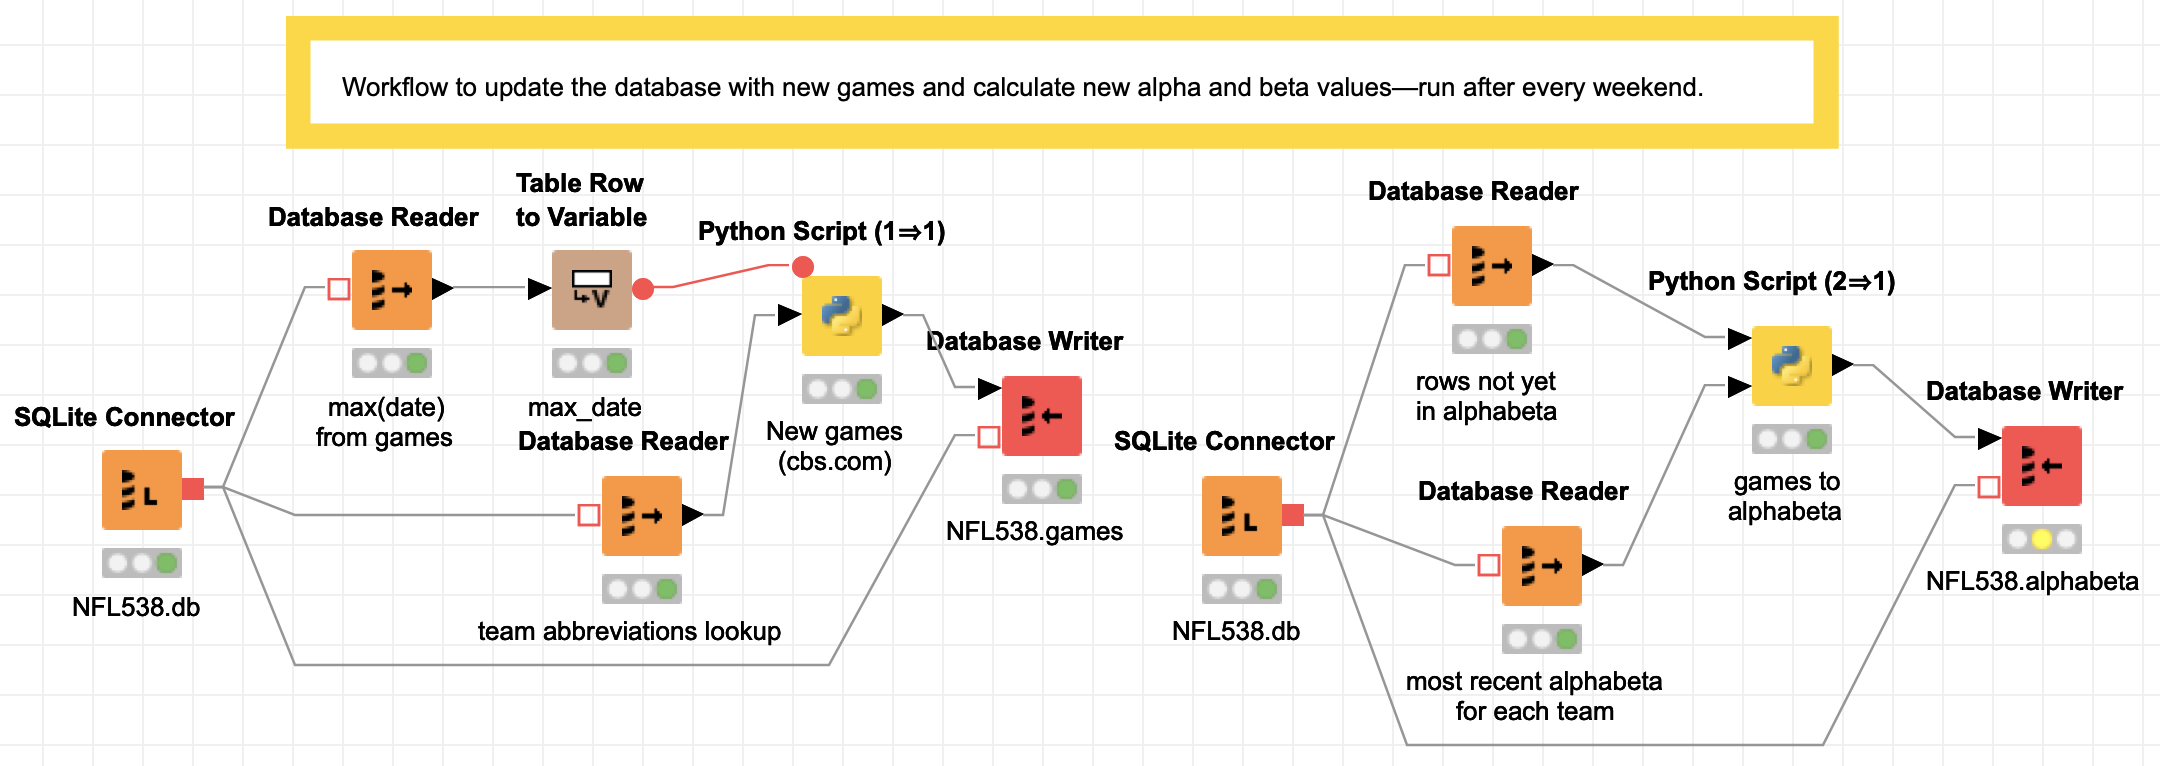 Workflow to update the database with new games and calculate new alpha and beta values—run after every weekend.
Table Row
to Variable
Database Reader
Python Script (1⇒1)
max(date)
from games
max_date
SQLite Connector
NFL538.db
Database Reader
team abbreviations lookup
New games
(cbs.com)
Database Writer
NFL538.games
Database Reader
rows not yet
in alphabeta
Python Script (2⇒1)
SQLite Connector
NFL538.db
Database Reader
most recent alphabeta
for each team
games to
alphabeta
Database Writer
NFL538.alphabeta